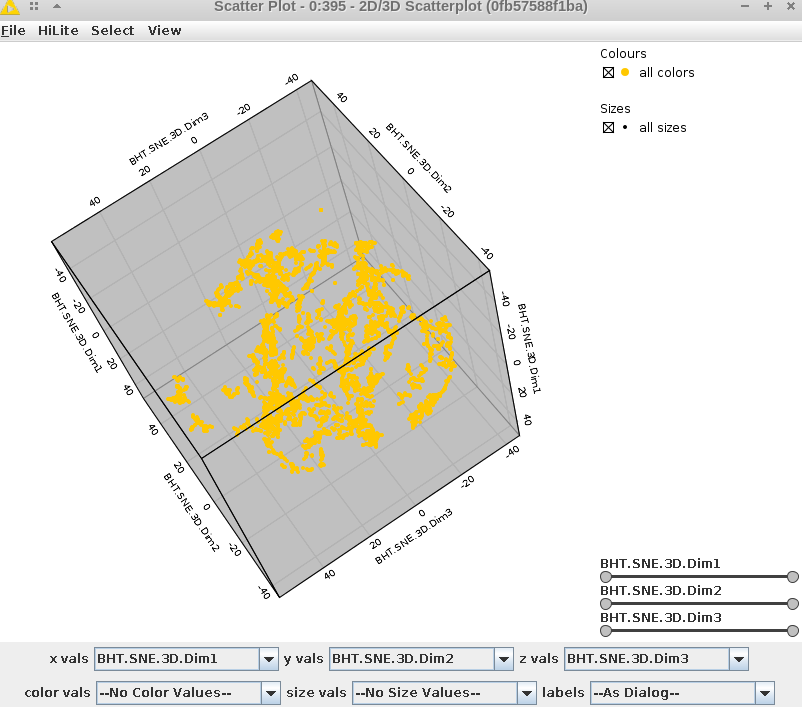 Scatter Plot - 0:395 - 2D/3D Scatterplot (0fb57588f1ba)
File HiLite Select View
Colours
all colors
Sizes
all sizes
-40
-20
BHT.SNE.3D.Dim3
0
20
40
40
20
BHT.SNE.3D.Dim2
0
-20
-40
-40
-20
BHT.SNE.3D.Dim1
0
20
40
-40
-20
BHT.SNE.3D.Dim1
0
20
40
40
20
BHT.SNE.3D.Dim2
0
-20
-40
-40
-20
0
BHT.SNE.3D.Dim3
20
40
BHT.SNE.3D.Dim1
BHT.SNE.3D.Dim2
BHT.SNE.3D.Dim3
x vals BHT.SNE.3D.Dim1 y vals BHT.SNE.3D.Dim2 z vals BHT.SNE.3D.Dim3
color vals --No Color Values-- size vals --No Size Values-- labels --As Dialog--